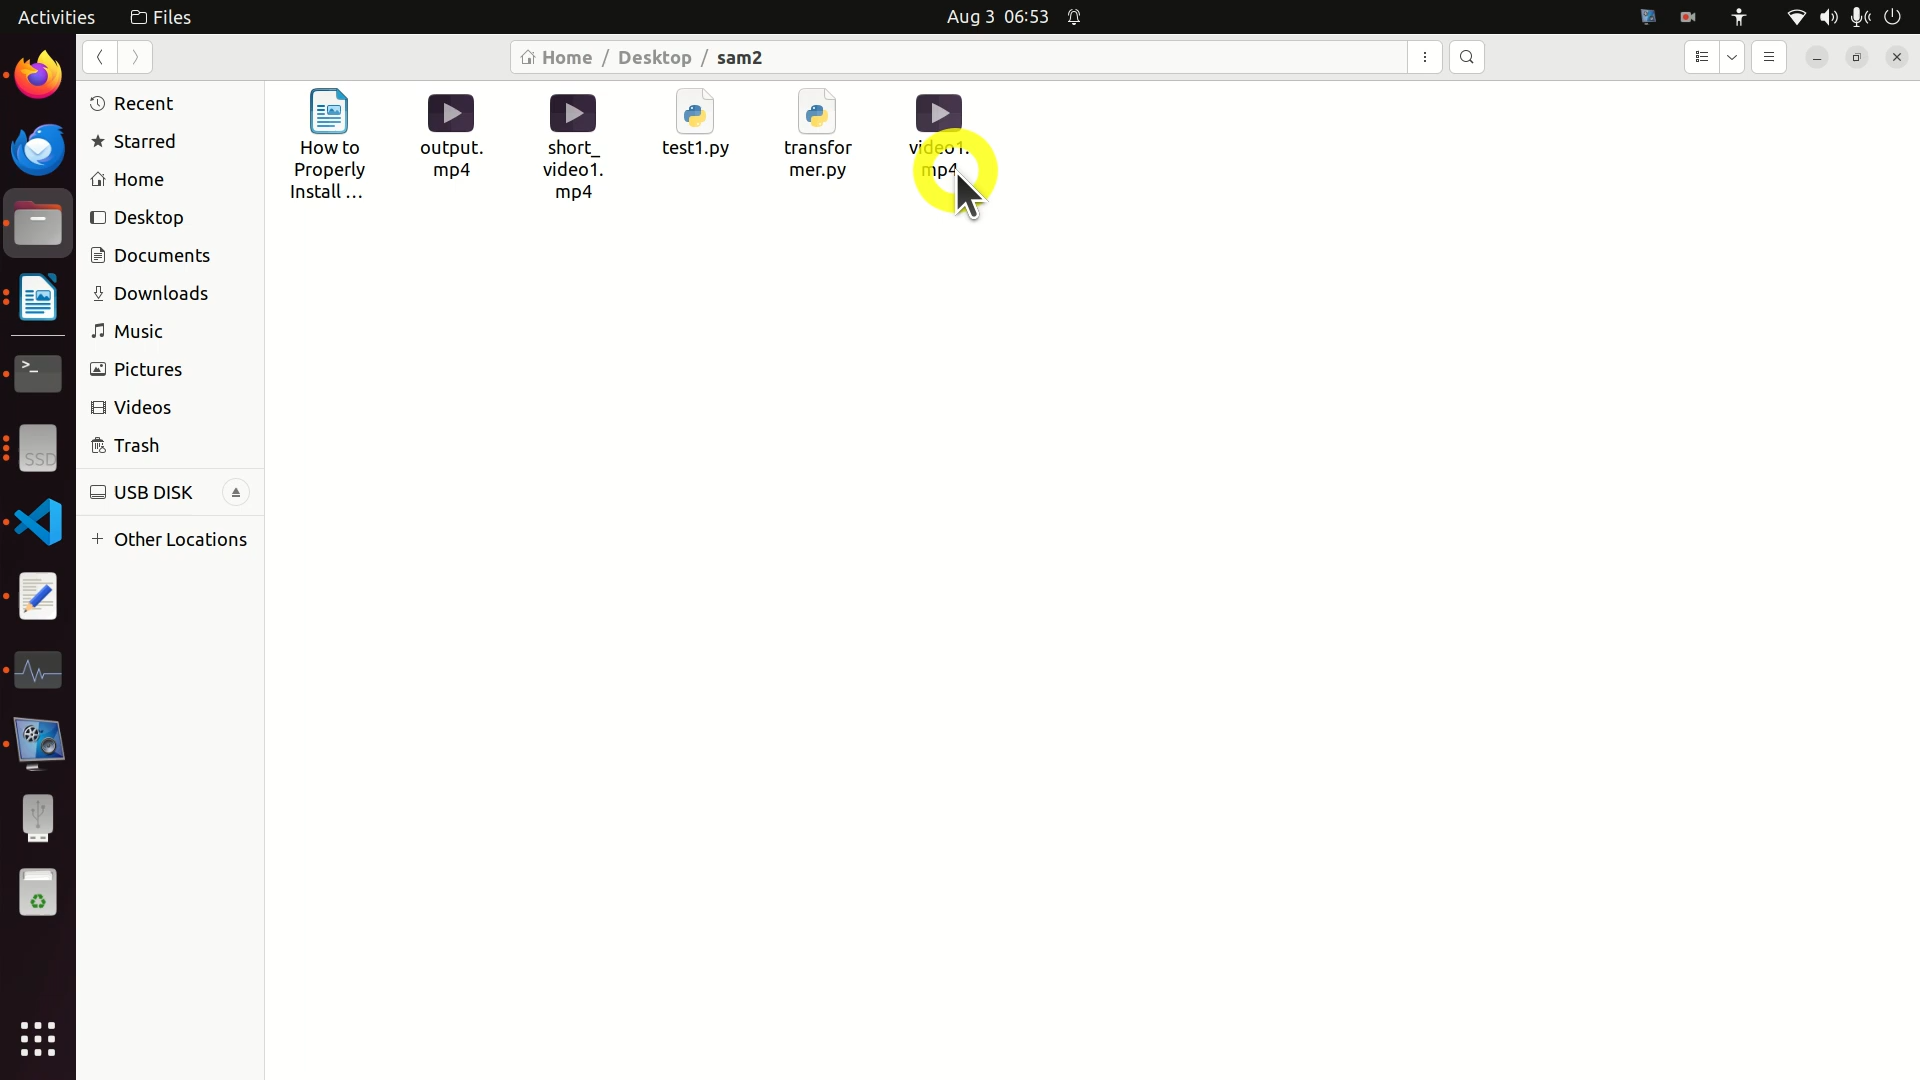 Activities Files Aug 3 06:53
Home / Desktop / sam2
Recent
Starred
Home
Desktop
Documents
Downloads
Music
Pictures
Videos
Trash
USB DISK
Other Locations
How to
Properly
Install ...
output.
mp4
short_
video1.
mp4
test1.py
transfor
mer.py
video1.
mp4
>_
SSD